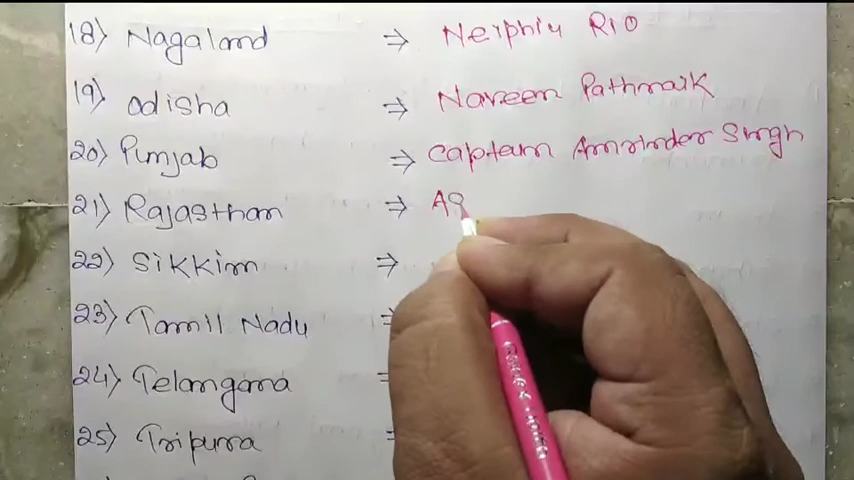 18) Nagaland ⇒ Neiphiu Rio
19) Odisha ⇒ Naveen Pathnaik
20) Punjab ⇒ Captain Amrinder Singh
21) Rajasthan ⇒ As
22) Sikkim ⇒
23) Tamil Nadu
24) Telangana
25) Tripura